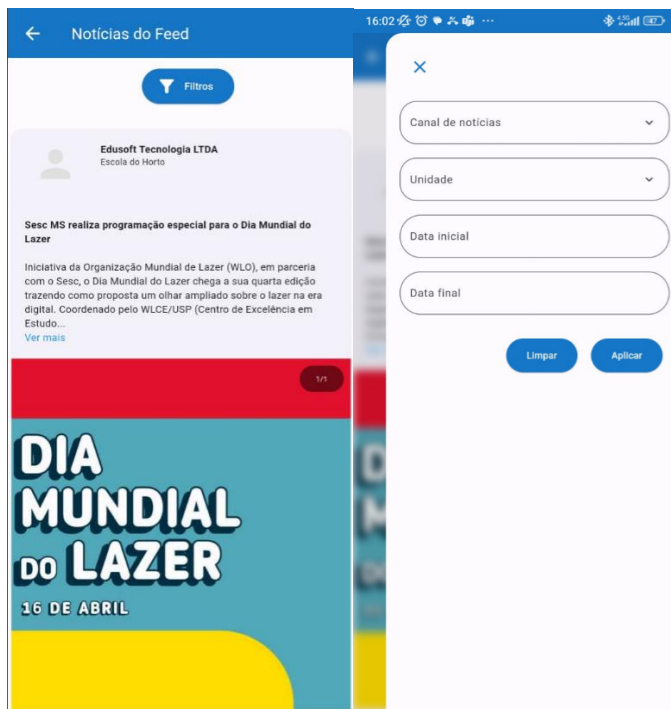 Notícias do Feed
Filtros
Edusoft Tecnologia LTDA
Escola do Horto
Sesc MS realiza programação especial para o Dia Mundial do
Lazer
Iniciativa da Organização Mundial de Lazer (WLO), em parceria
com o Sesc, o Dia Mundial do Lazer chega a sua quarta edição
trazendo como proposta um olhar ampliado sobre o lazer na era
digital. Coordenado pelo WLCE/USP (Centro de Excelência em
Estudo...
Ver mais
1/1
DIA
MUNDIAL
DO LAZER
16 DE ABRIL
16:02
Canal de notícias
Unidade
Data inicial
Data final
Limpar
Aplicar